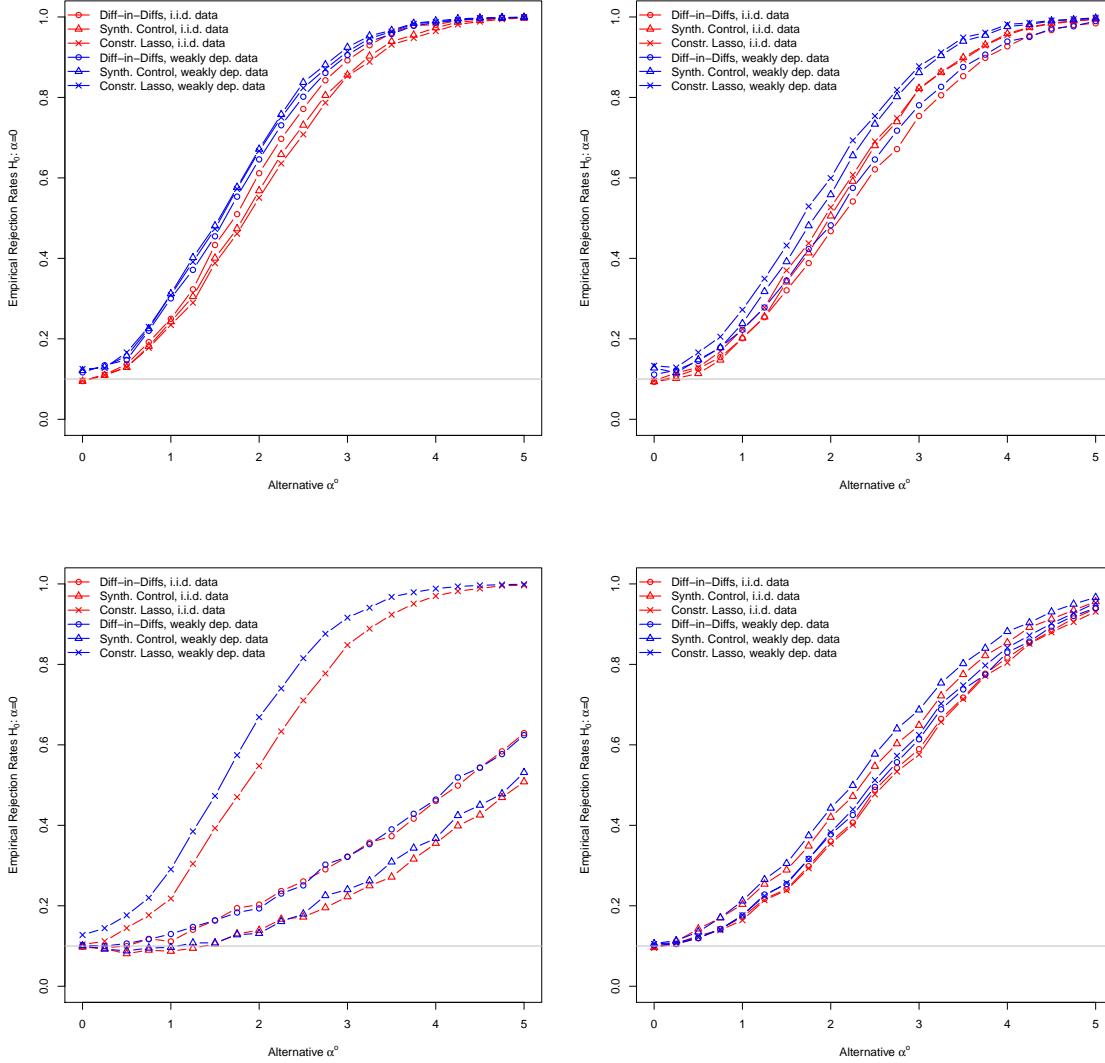 Diff−in−Diffs, i.i.d. data
Synth. Control, i.i.d. data
Constr. Lasso, i.i.d. data
Diff−in−Diffs, weakly dep. data
Synth. Control, weakly dep. data
Constr. Lasso, weakly dep. data
Empirical Rejection Rates H₀: α=0
1.0
0.8
0.6
0.4
0.2
0.0
0 1 2 3 4 5
Alternative αᵒ
Diff−in−Diffs, i.i.d. data
Synth. Control, i.i.d. data
Constr. Lasso, i.i.d. data
Diff−in−Diffs, weakly dep. data
Synth. Control, weakly dep. data
Constr. Lasso, weakly dep. data
Empirical Rejection Rates H₀: α=0
1.0
0.8
0.6
0.4
0.2
0.0
0 1 2 3 4 5
Alternative αᵒ
Diff−in−Diffs, i.i.d. data
Synth. Control, i.i.d. data
Constr. Lasso, i.i.d. data
Diff−in−Diffs, weakly dep. data
Synth. Control, weakly dep. data
Constr. Lasso, weakly dep. data
Empirical Rejection Rates H₀: α=0
1.0
0.8
0.6
0.4
0.2
0.0
0 1 2 3 4 5
Alternative αᵒ
Diff−in−Diffs, i.i.d. data
Synth. Control, i.i.d. data
Constr. Lasso, i.i.d. data
Diff−in−Diffs, weakly dep. data
Synth. Control, weakly dep. data
Constr. Lasso, weakly dep. data
Empirical Rejection Rates H₀: α=0
1.0
0.8
0.6
0.4
0.2
0.0
0 1 2 3 4 5
Alternative αᵒ